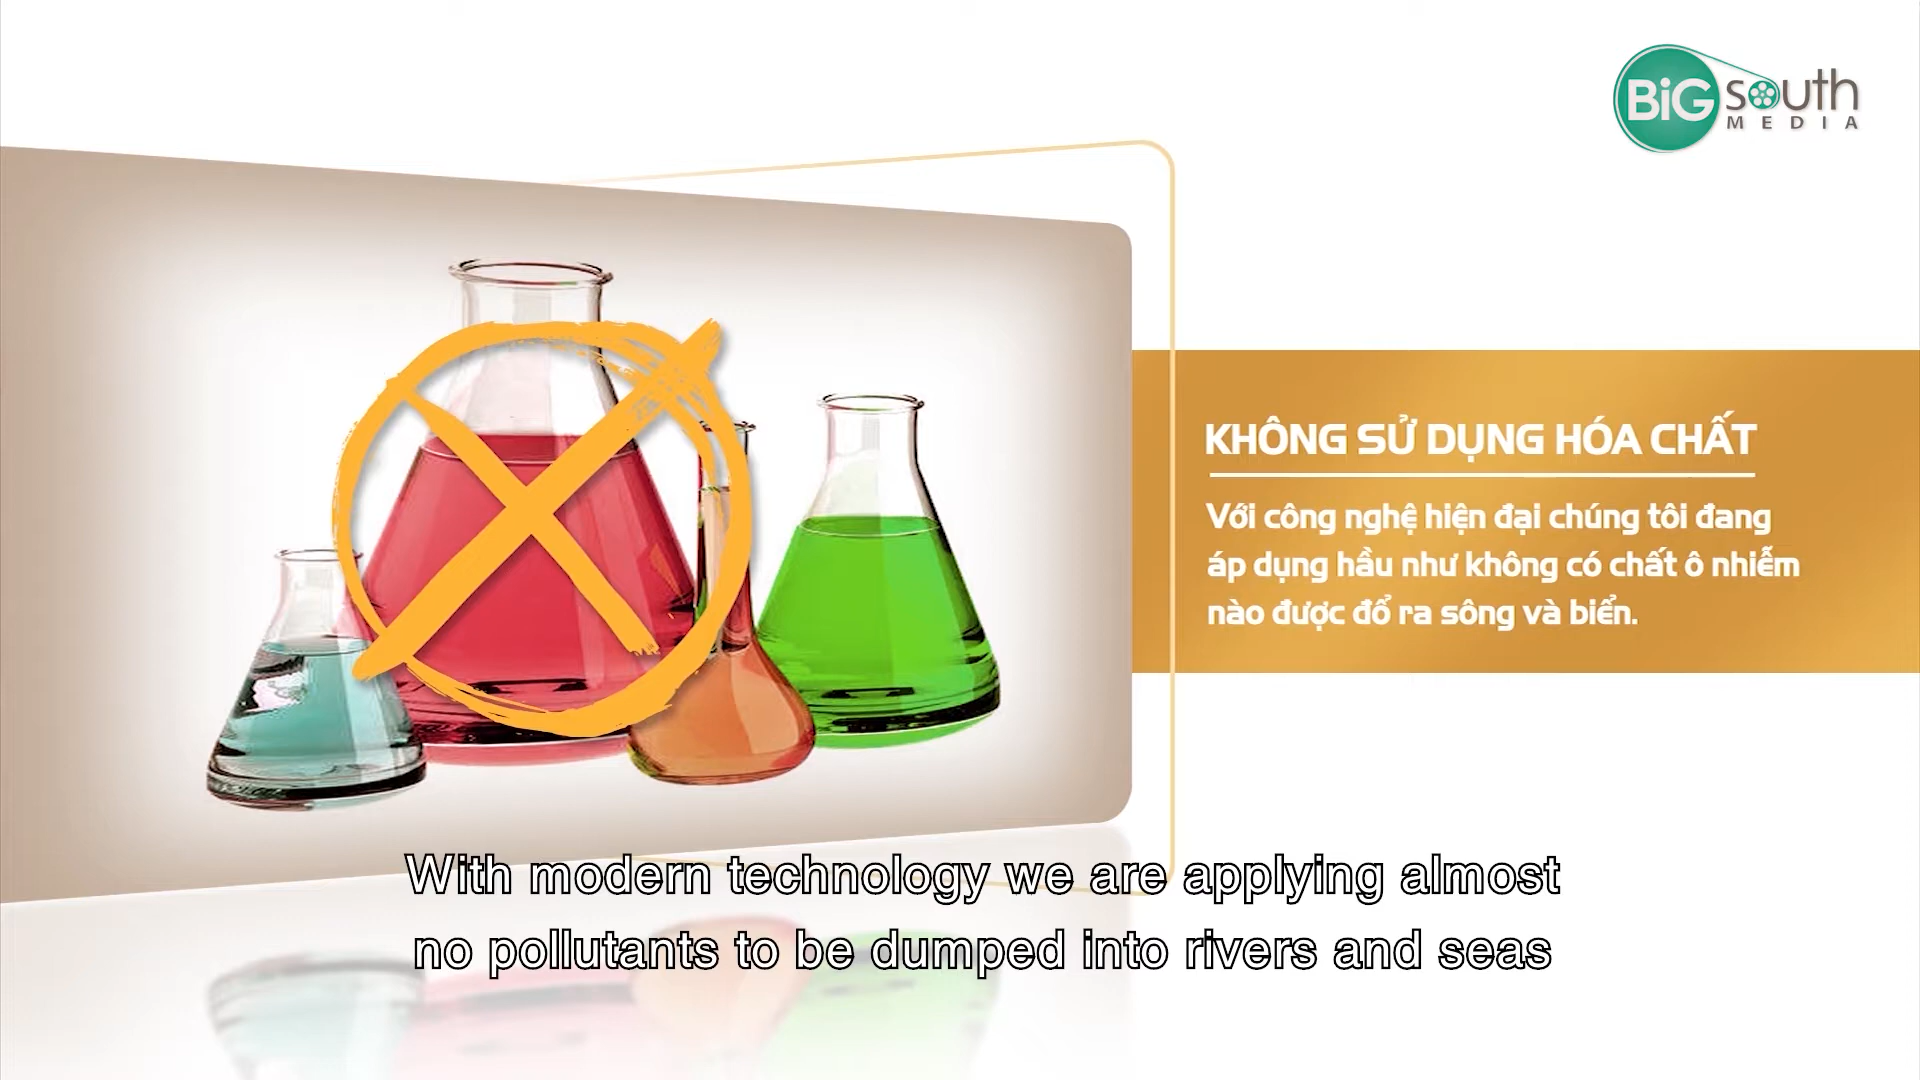 BiG south
MEDIA
KHÔNG SỬ DỤNG HÓA CHẤT
Với công nghệ hiện đại chúng tôi đang
áp dụng hầu như không có chất ô nhiễm
nào được đổ ra sông và biển.
With modern technology we are applying almost
no pollutants to be dumped into rivers and seas